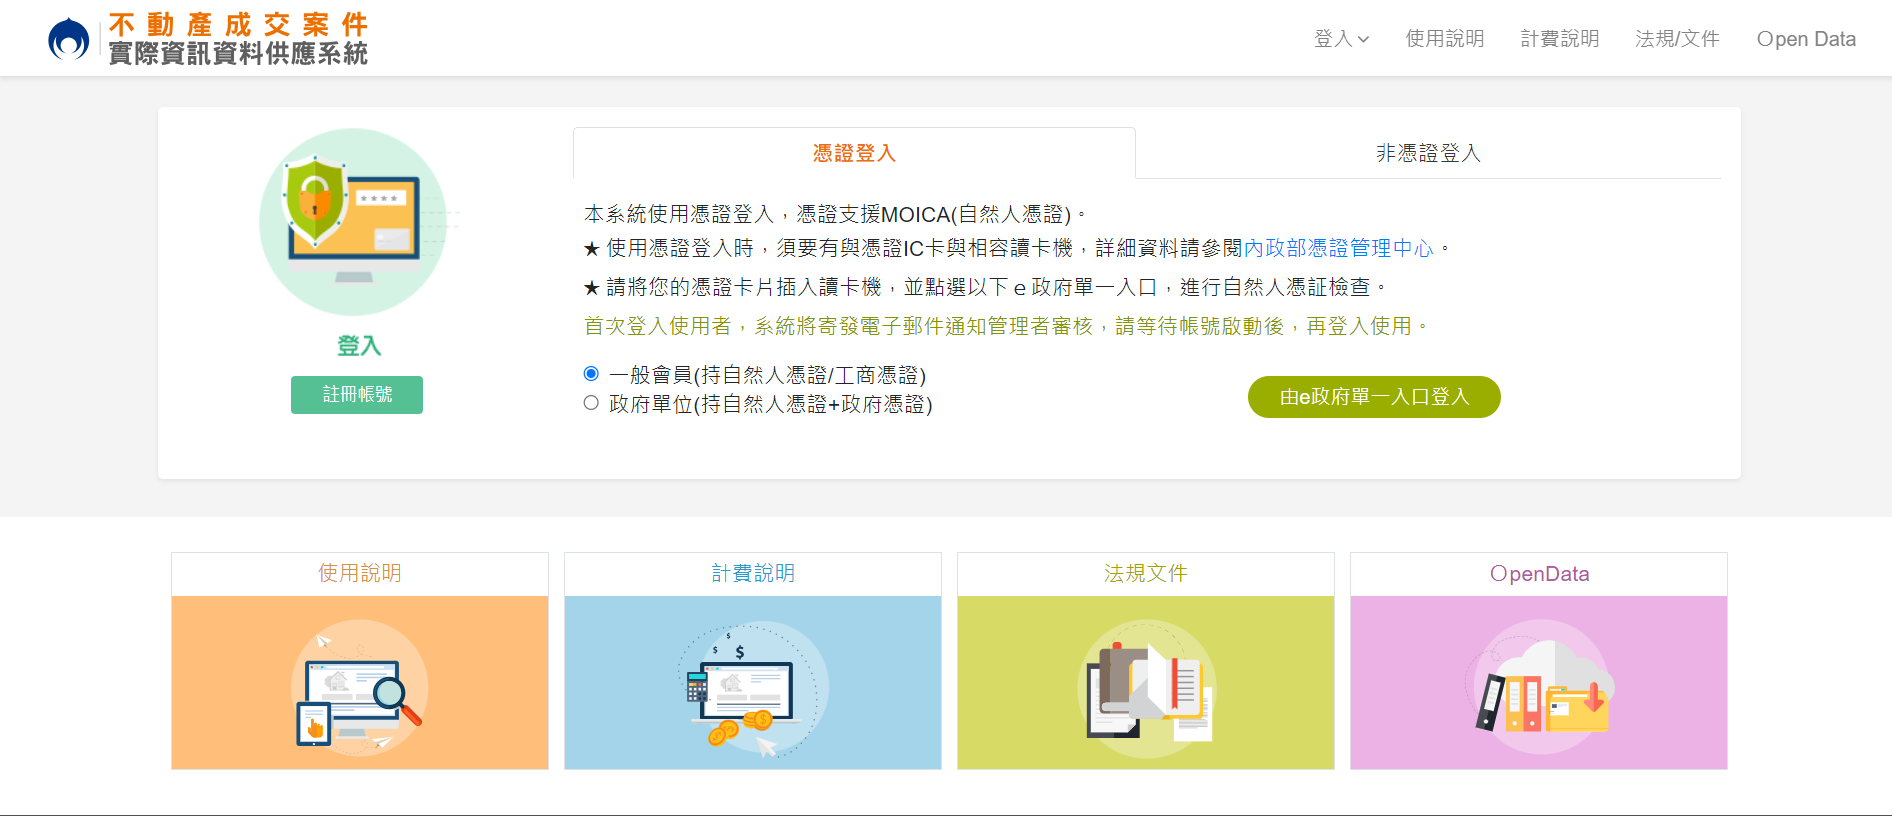 不動產成交案件
實際資訊資料供應系統
登入
使用說明
計費說明
法規/文件
Open Data
憑證登入
非憑證登入
本系統使用憑證登入，憑證支援MOICA(自然人憑證)。
★ 使用憑證登入時，須要有與憑證IC卡與相容讀卡機，詳細資料請參閱內政部憑證管理中心。
★ 請將您的憑證卡片插入讀卡機，並點選以下ｅ政府單一入口，進行自然人憑証檢查。
首次登入使用者，系統將寄發電子郵件通知管理者審核，請等待帳號啟動後，再登入使用。
登入
註冊帳號
一般會員(持自然人憑證/工商憑證)
政府單位(持自然人憑證+政府憑證)
由e政府單一入口登入
使用說明
計費說明
法規文件
OpenData